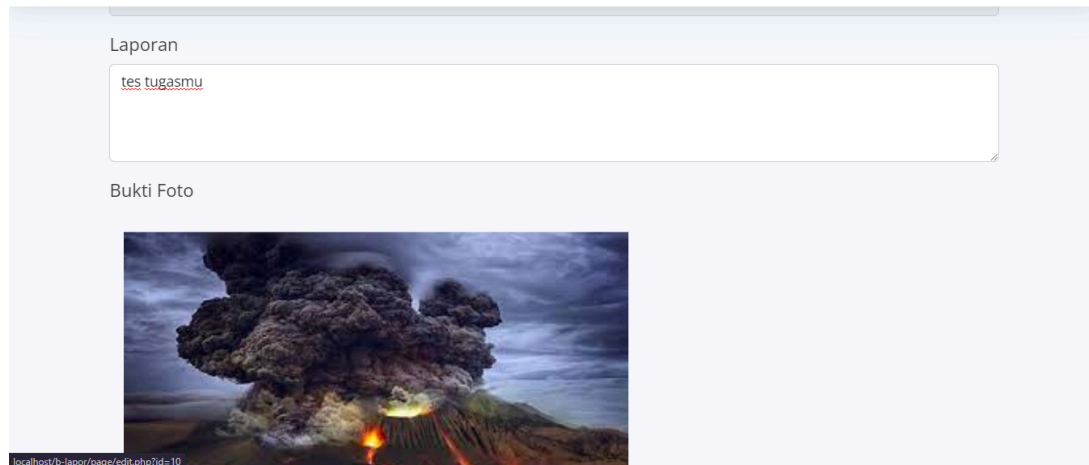 Laporan
tes tugasmu
Bukti Foto
localhost/b-lapor/page/edit.php?id=10